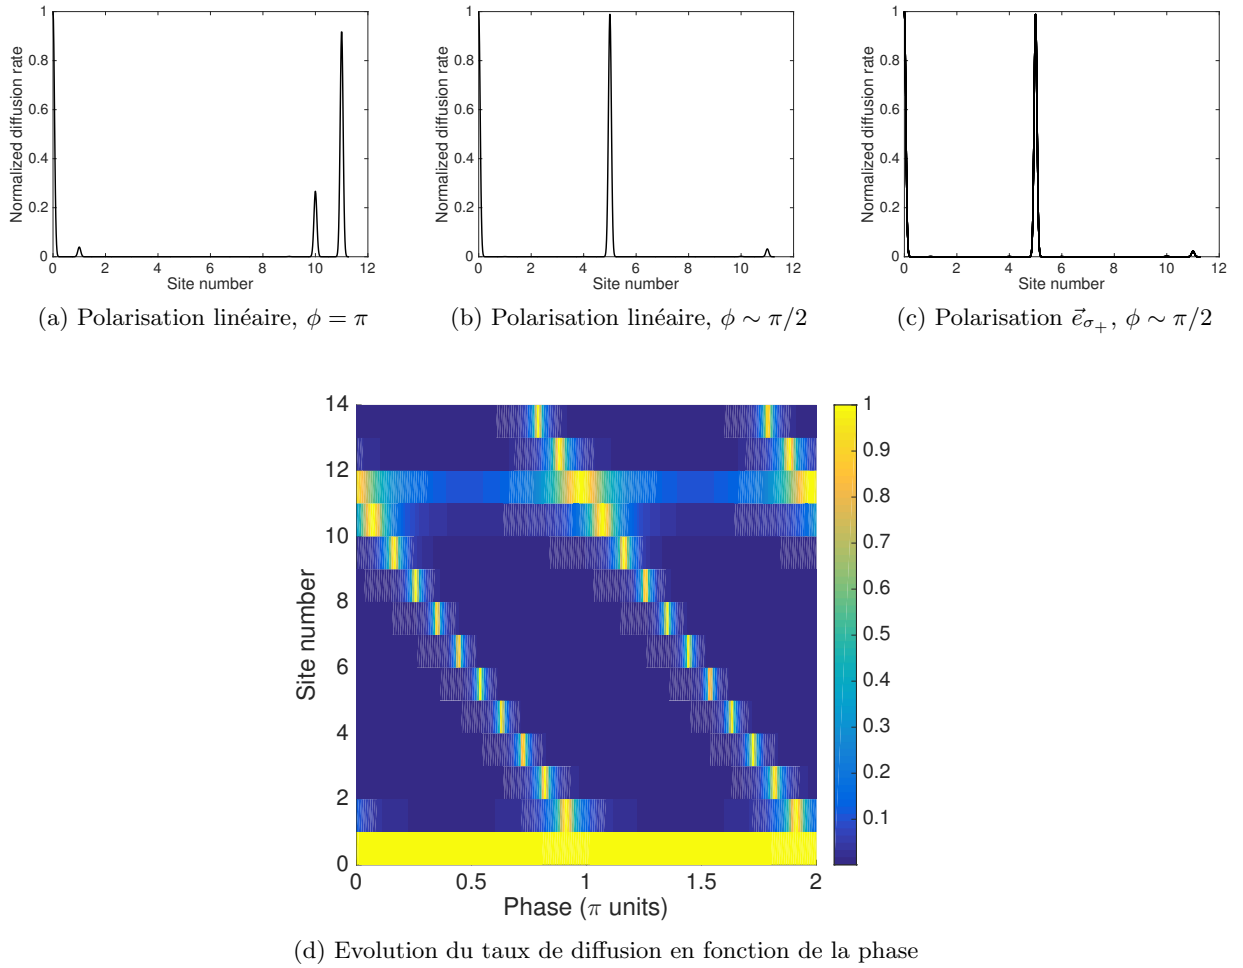 1
0.8
0.6
0.4
0.2
0
Normalized diffusion rate
0 2 4 6 8 10 12
Site number
(a) Polarisation linéaire, ϕ = π
1
0.8
0.6
0.4
0.2
0
Normalized diffusion rate
0 2 4 6 8 10 12
Site number
(b) Polarisation linéaire, ϕ ∼ π/2
1
0.8
0.6
0.4
0.2
0
Normalized diffusion rate
0 2 4 6 8 10 12
Site number
(c) Polarisation e⃗σ+, ϕ ∼ π/2
14
12
10
8
6
4
2
0
Site number
0 0.5 1 1.5 2
Phase (π units)
1
0.9
0.8
0.7
0.6
0.5
0.4
0.3
0.2
0.1
(d) Evolution du taux de diffusion en fonction de la phase